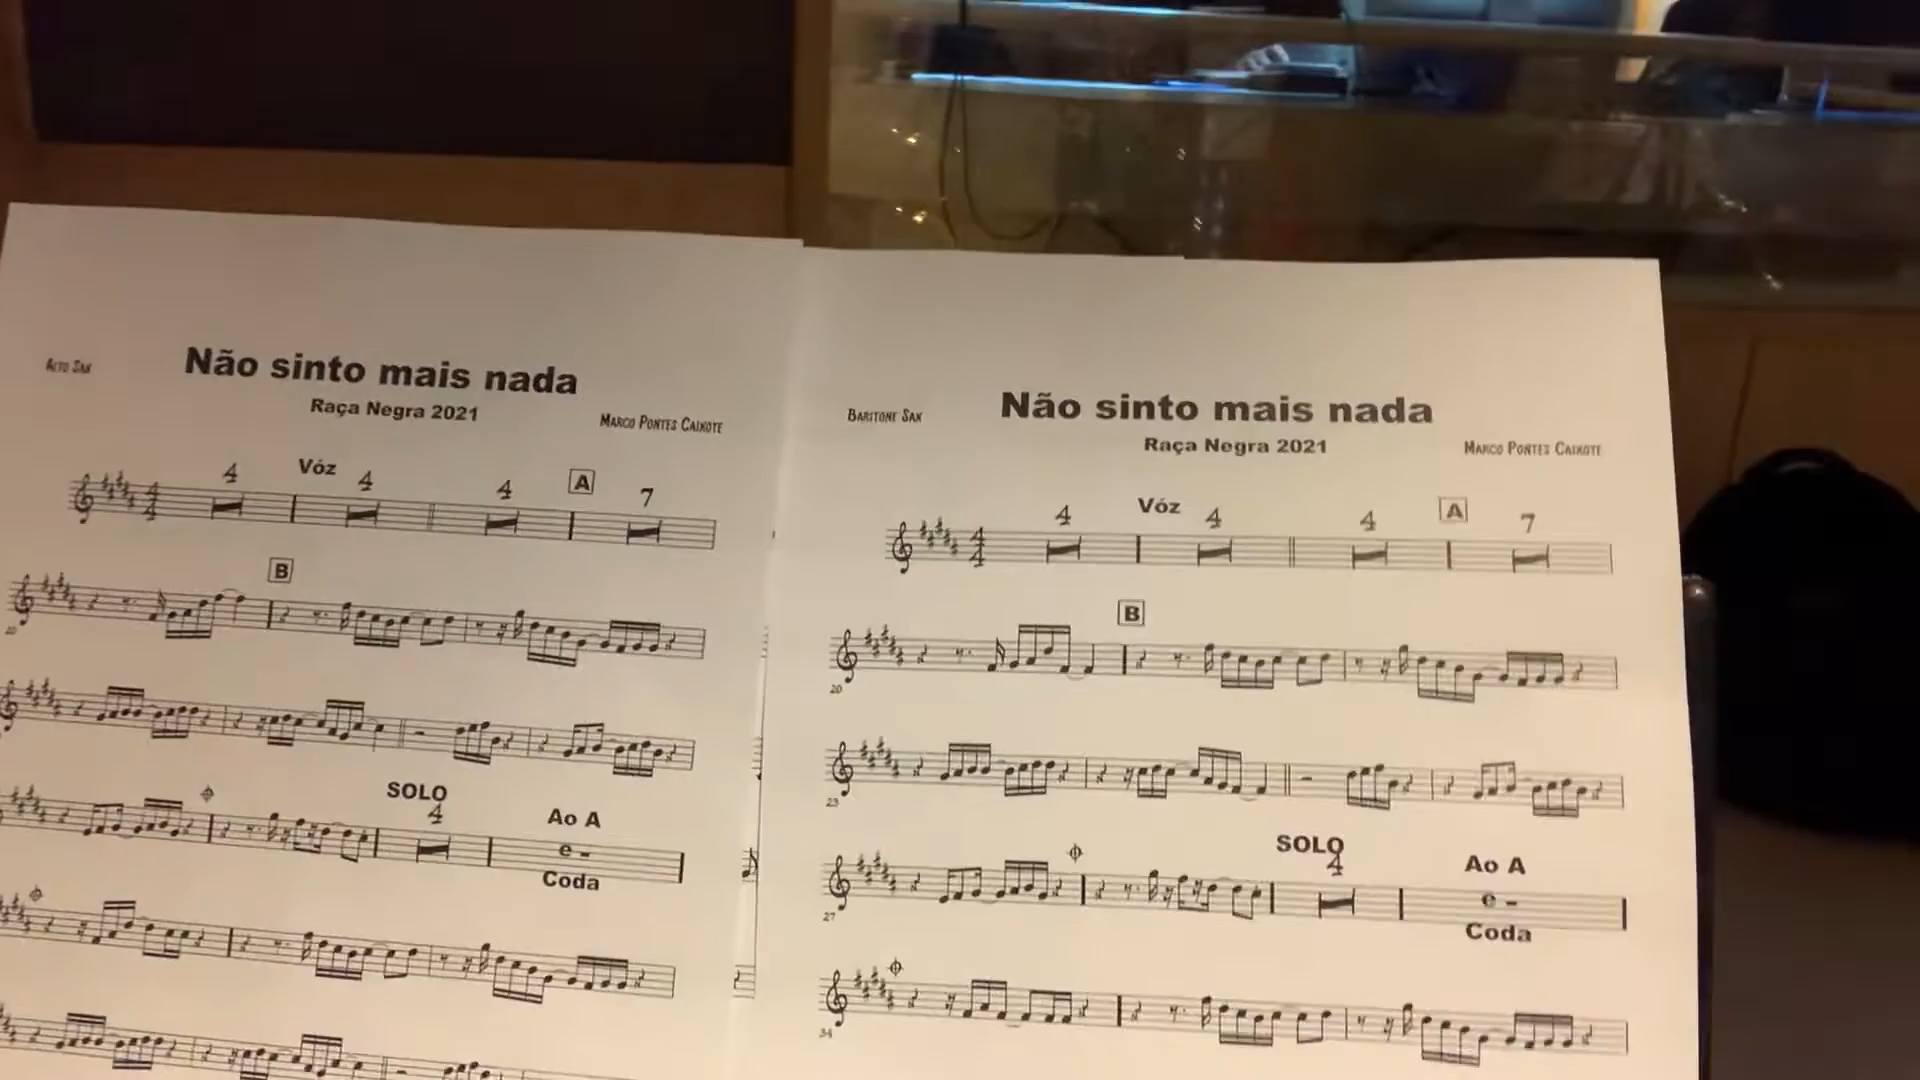 Alto Sax
Não sinto mais nada
Raça Negra 2021
Marco Pontes Caixote
4
Vóz
4
4
A
7
B
SOLO
4
Ao A
e -
Coda
Baritone Sax
Não sinto mais nada
Raça Negra 2021
Marco Pontes Caixote
4
Vóz
4
4
A
7
20
B
23
27
SOLO
4
Ao A
e -
Coda
34